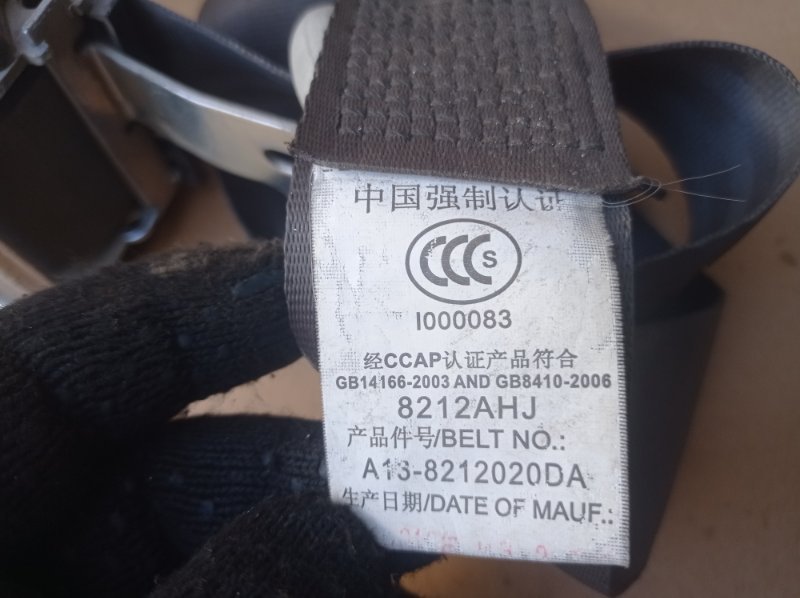 中国强制认证
CCC S
I000083
经CCAP认证产品符合
GB14166-2003 AND GB8410-2006
8212AHJ
产品件号/BELT NO.:
A13-8212020DA
生产日期/DATE OF MAUF.: